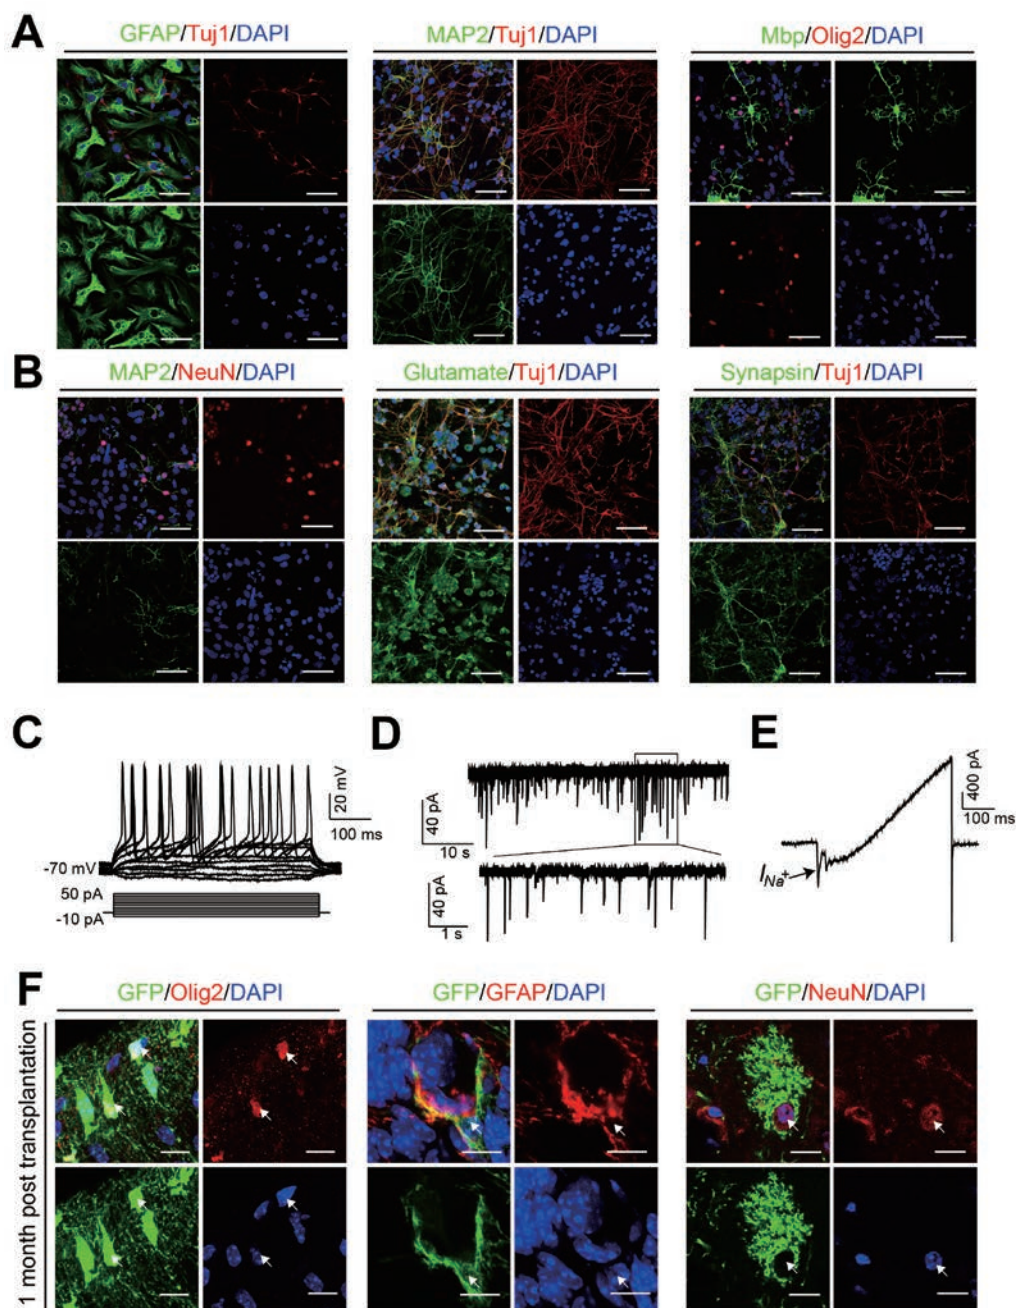 A
GFAP/Tuj1/DAPI
MAP2/Tuj1/DAPI
Mbp/Olig2/DAPI
B
MAP2/NeuN/DAPI
Glutamate/Tuj1/DAPI
Synapsin/Tuj1/DAPI
C
20 mV
100 ms
-70 mV
50 pA
-10 pA
D
40 pA
10 s
40 pA
1 s
E
400 pA
100 ms
INa+
F
GFP/Olig2/DAPI
GFP/GFAP/DAPI
GFP/NeuN/DAPI
1 month post transplantation